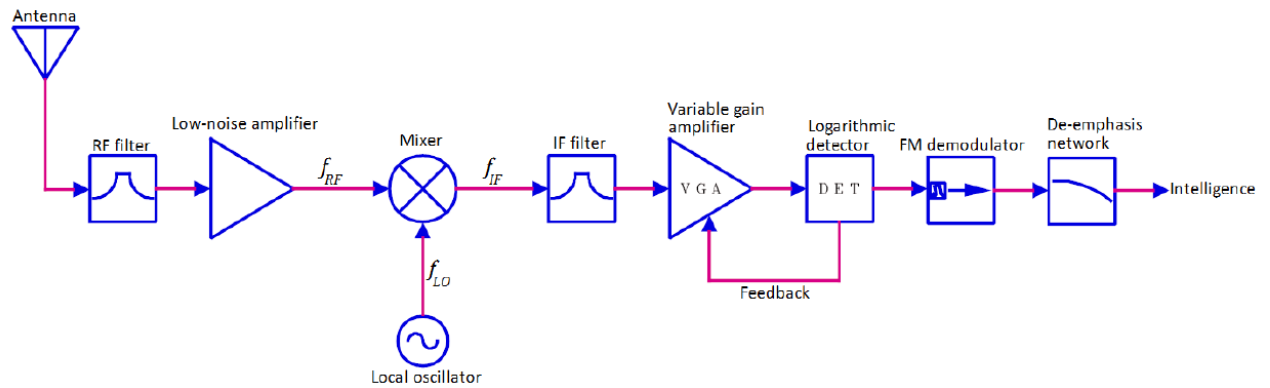 Antenna
RF filter
Low-noise amplifier
f_RF
Mixer
f_IF
f_LO
Local oscillator
IF filter
Variable gain
amplifier
V G A
Logarithmic
detector
D E T
Feedback
FM demodulator
De-emphasis
network
Intelligence